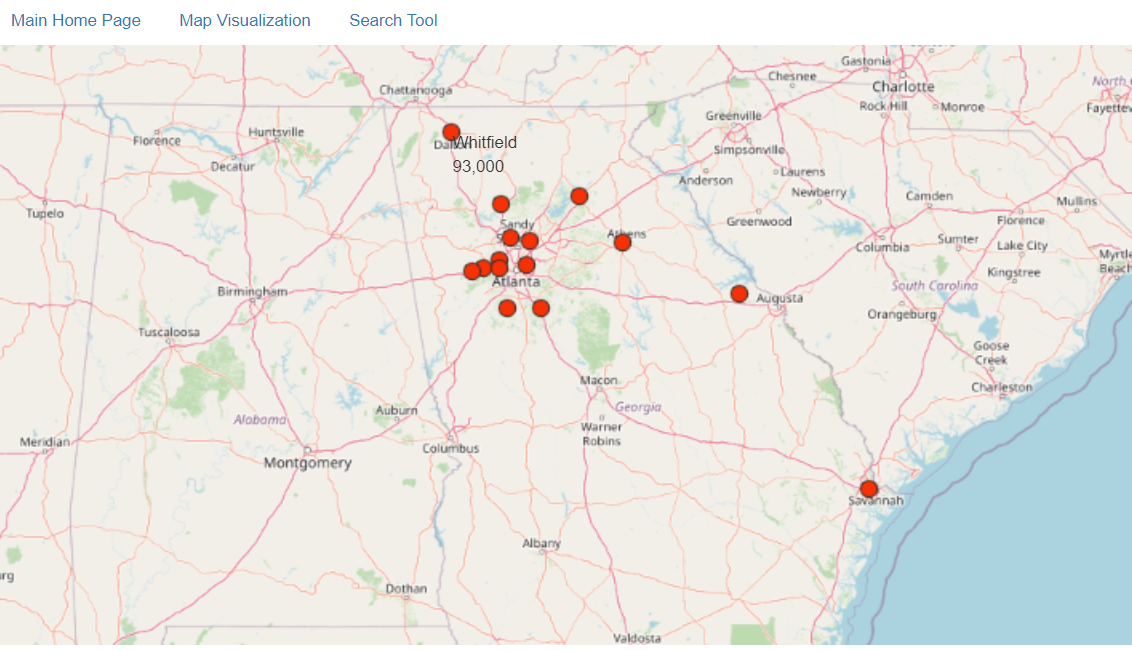 Main Home Page Map Visualization Search Tool
Gastonia
Charlotte
Chesnee
Chattanooga
Rock Hill
Monroe
Greenville
Huntsville
Florence
Whitfield
93,000
Simpsonville
Decatur
Laurens
Anderson
Newberry
Camden
Mullins
Tupelo
Greenwood
Florence
Sandy
Athens
Columbia
Sumter
Lake City
Kingstree
Atlanta
South Carolina
Birmingham
Augusta
Orangeburg
Tuscaloosa
Goose
Creek
Charleston
Macon
Auburn
Georgia
Alabama
Warner
Robins
Meridian
Columbus
Montgomery
Savannah
Albany
Dothan
Valdosta